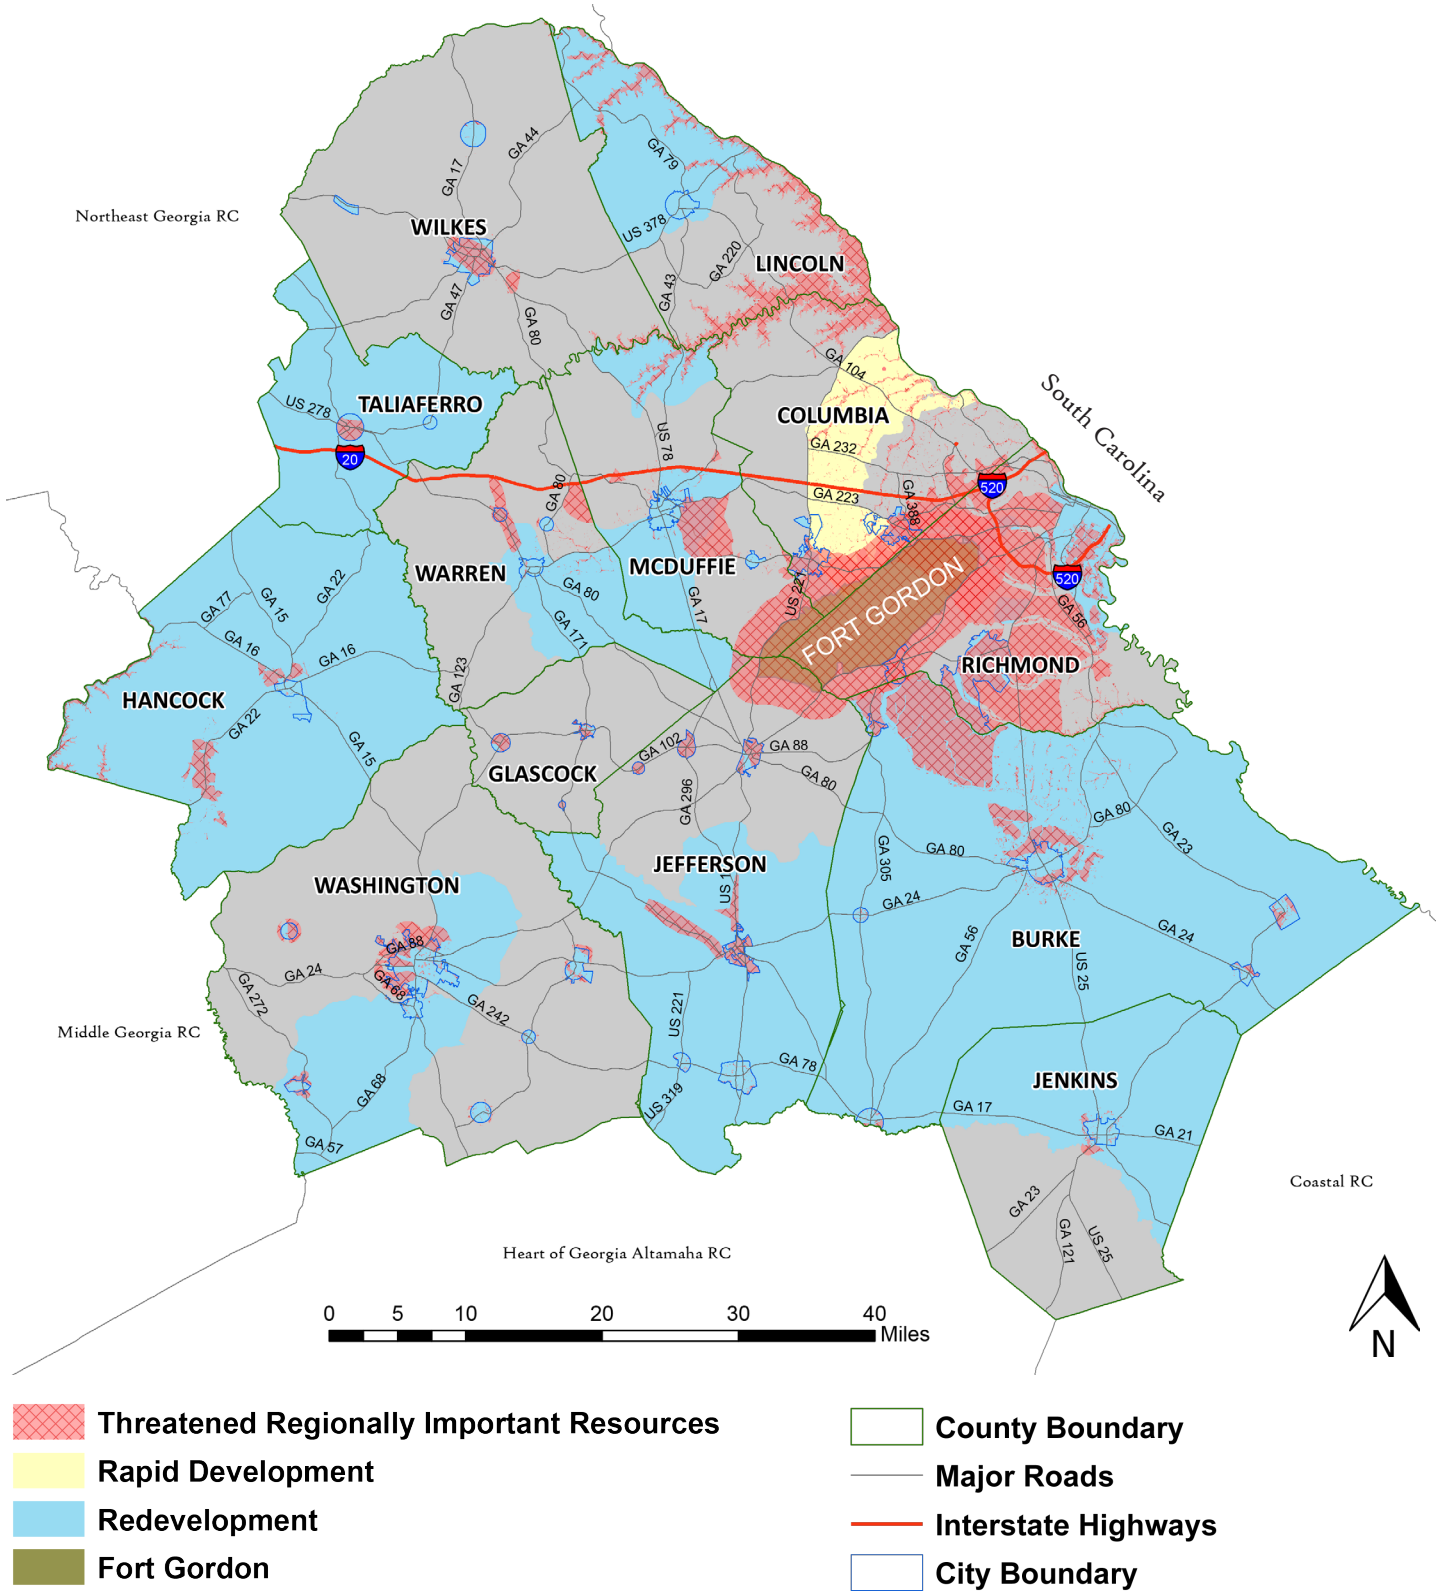 GA 44
GA 79
GA 17
Northeast Georgia RC
WILKES
US 378
GA 220
LINCOLN
GA 43
GA 47
GA 80
GA 104
South Carolina
US 278
TALIAFERRO
COLUMBIA
US 78
GA 232
20
GA 80
GA 223
GA 388
520
WARREN
MCDUFFIE
FORT GORDON
520
GA 77
GA 15
GA 22
GA 80
GA 17
US 221
GA 56
GA 16
GA 16
GA 171
RICHMOND
GA 123
HANCOCK
GA 22
GA 15
GA 102
GA 88
GLASCOCK
GA 296
GA 80
GA 80
GA 23
JEFFERSON
GA 305
GA 80
WASHINGTON
US 1
GA 24
GA 88
GA 24
BURKE
GA 24
GA 56
US 25
GA 68
GA 272
GA 242
US 221
Middle Georgia RC
GA 78
JENKINS
GA 68
US 319
GA 17
GA 21
GA 57
Coastal RC
GA 23
GA 121
US 25
Heart of Georgia Altamaha RC
0 5 10 20 30 40
Miles
N
Threatened Regionally Important Resources
Rapid Development
Redevelopment
Fort Gordon
County Boundary
Major Roads
Interstate Highways
City Boundary